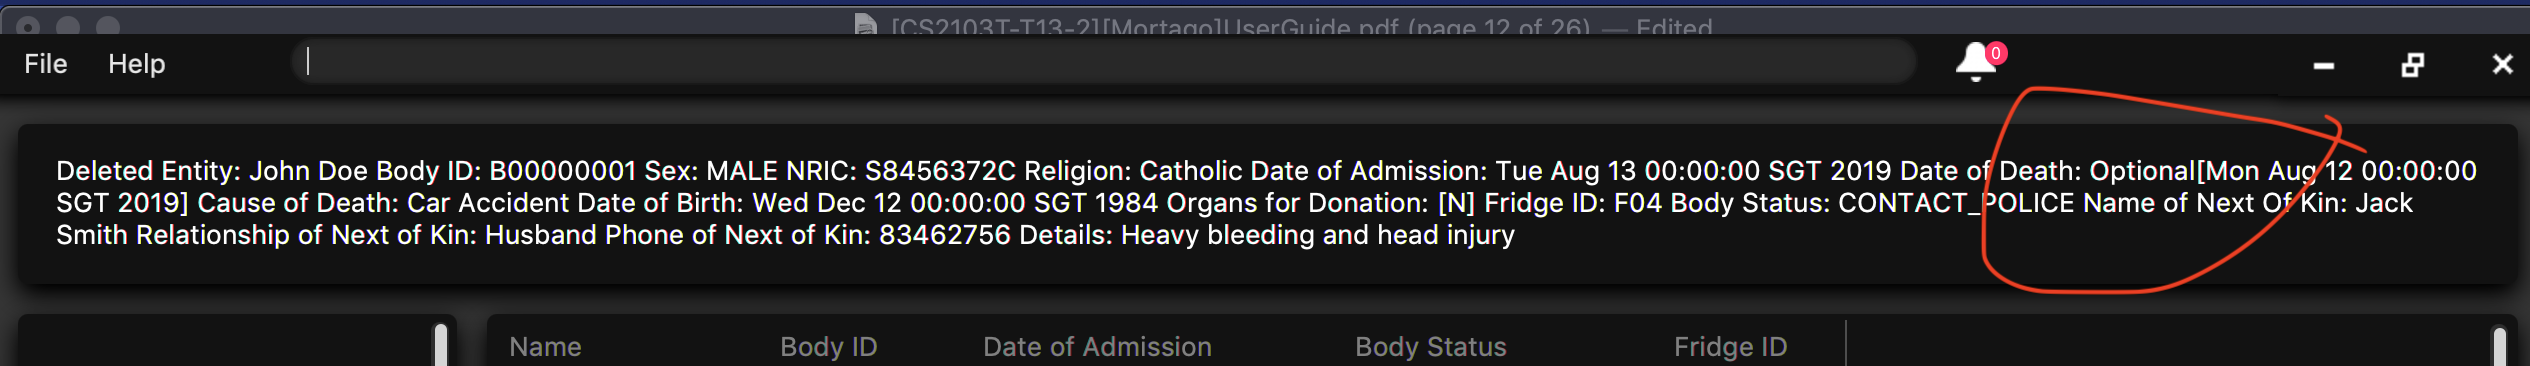 [CS2103T-T13-2][Mortago]UserGuide.pdf (page 12 of 26) — Edited
File Help 0
Deleted Entity: John Doe Body ID: B00000001 Sex: MALE NRIC: S8456372C Religion: Catholic Date of Admission: Tue Aug 13 00:00:00 SGT 2019 Date of Death: Optional[Mon Aug 12 00:00:00
SGT 2019] Cause of Death: Car Accident Date of Birth: Wed Dec 12 00:00:00 SGT 1984 Organs for Donation: [N] Fridge ID: F04 Body Status: CONTACT_POLICE Name of Next Of Kin: Jack
Smith Relationship of Next of Kin: Husband Phone of Next of Kin: 83462756 Details: Heavy bleeding and head injury
Name Body ID Date of Admission Body Status Fridge ID